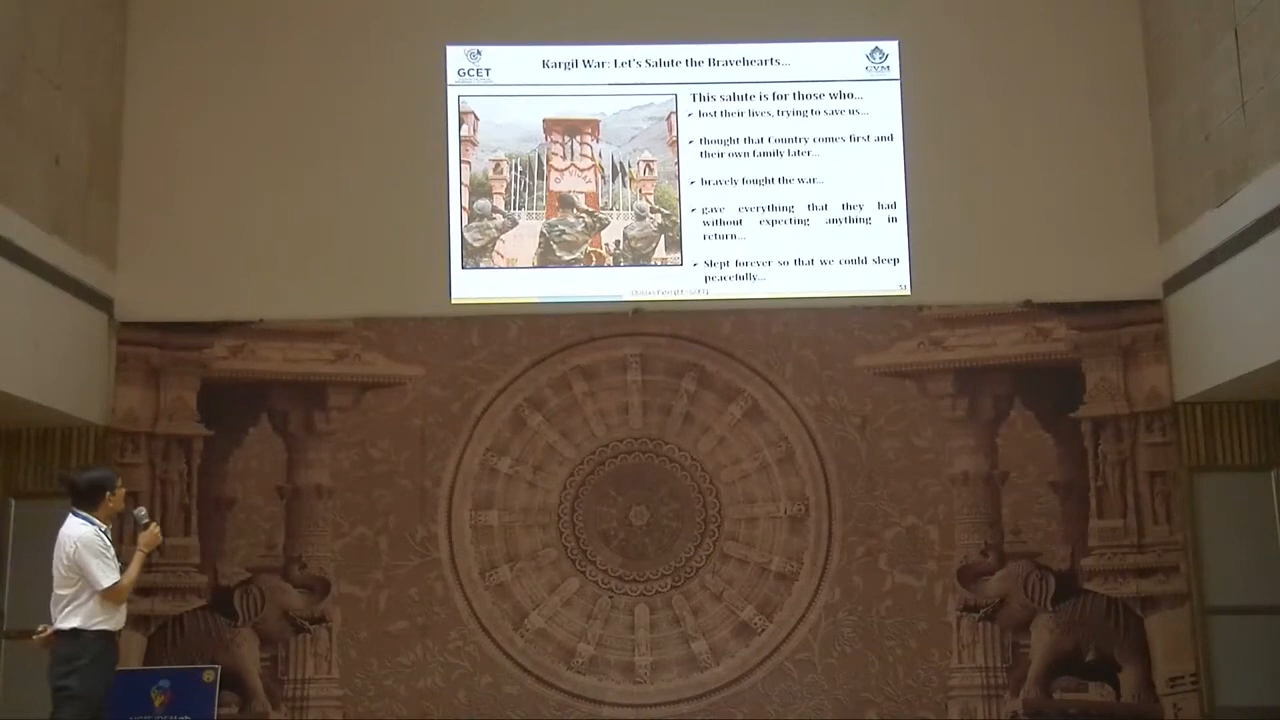 GCET
Kargil War: Let's Salute the Bravehearts...
CVM
OP VIJAY
This salute is for those who...
➢ lost their lives, trying to save us...
➢ thought that Country comes first and
their own family later...
➢ bravely fought the war...
➢ gave everything that they had
without expecting anything in
return...
➢ Slept forever so that we could sleep
peacefully...